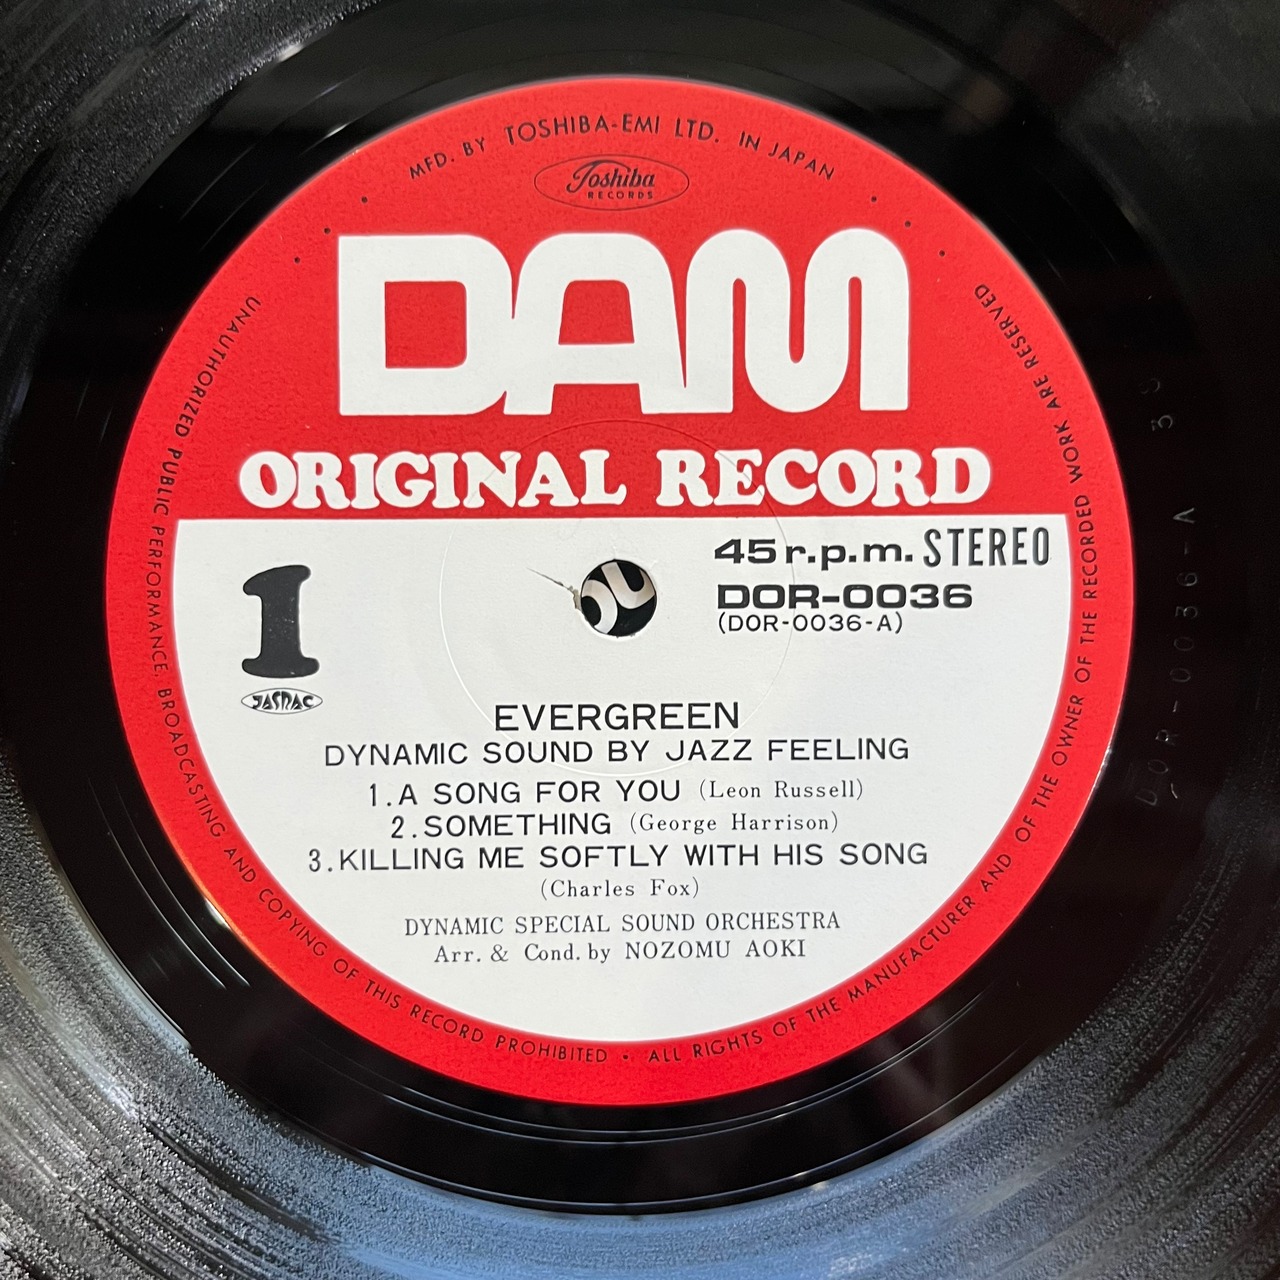 MFD. BY TOSHIBA-EMI LTD. IN JAPAN
Toshiba
RECORDS
DAM
ORIGINAL RECORD
45 r.p.m. STEREO
DOR-0036
(DOR-0036-A)
1
JASRAC
EVERGREEN
DYNAMIC SOUND BY JAZZ FEELING
1. A SONG FOR YOU (Leon Russell)
2. SOMETHING (George Harrison)
3. KILLING ME SOFTLY WITH HIS SONG
(Charles Fox)
DYNAMIC SPECIAL SOUND ORCHESTRA
Arr. & Cond. by NOZOMU AOKI
UNAUTHORIZED PUBLIC PERFORMANCE, BROADCASTING AND COPYING OF THIS RECORD PROHIBITED • ALL RIGHTS OF THE MANUFACTURER AND OF THE OWNER OF THE RECORDED WORK ARE RESERVED
DOR-0036-A